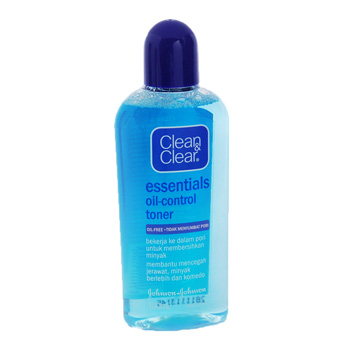 Clean &
Clear®
essentials
oil-control
toner
OIL-FREE • TIDAK MENYUMBAT PORI
bekerja ke dalam pori
untuk membersihkan
minyak
membantu mencegah
jerawat, minyak
berlebih dan komedo
Johnson & Johnson